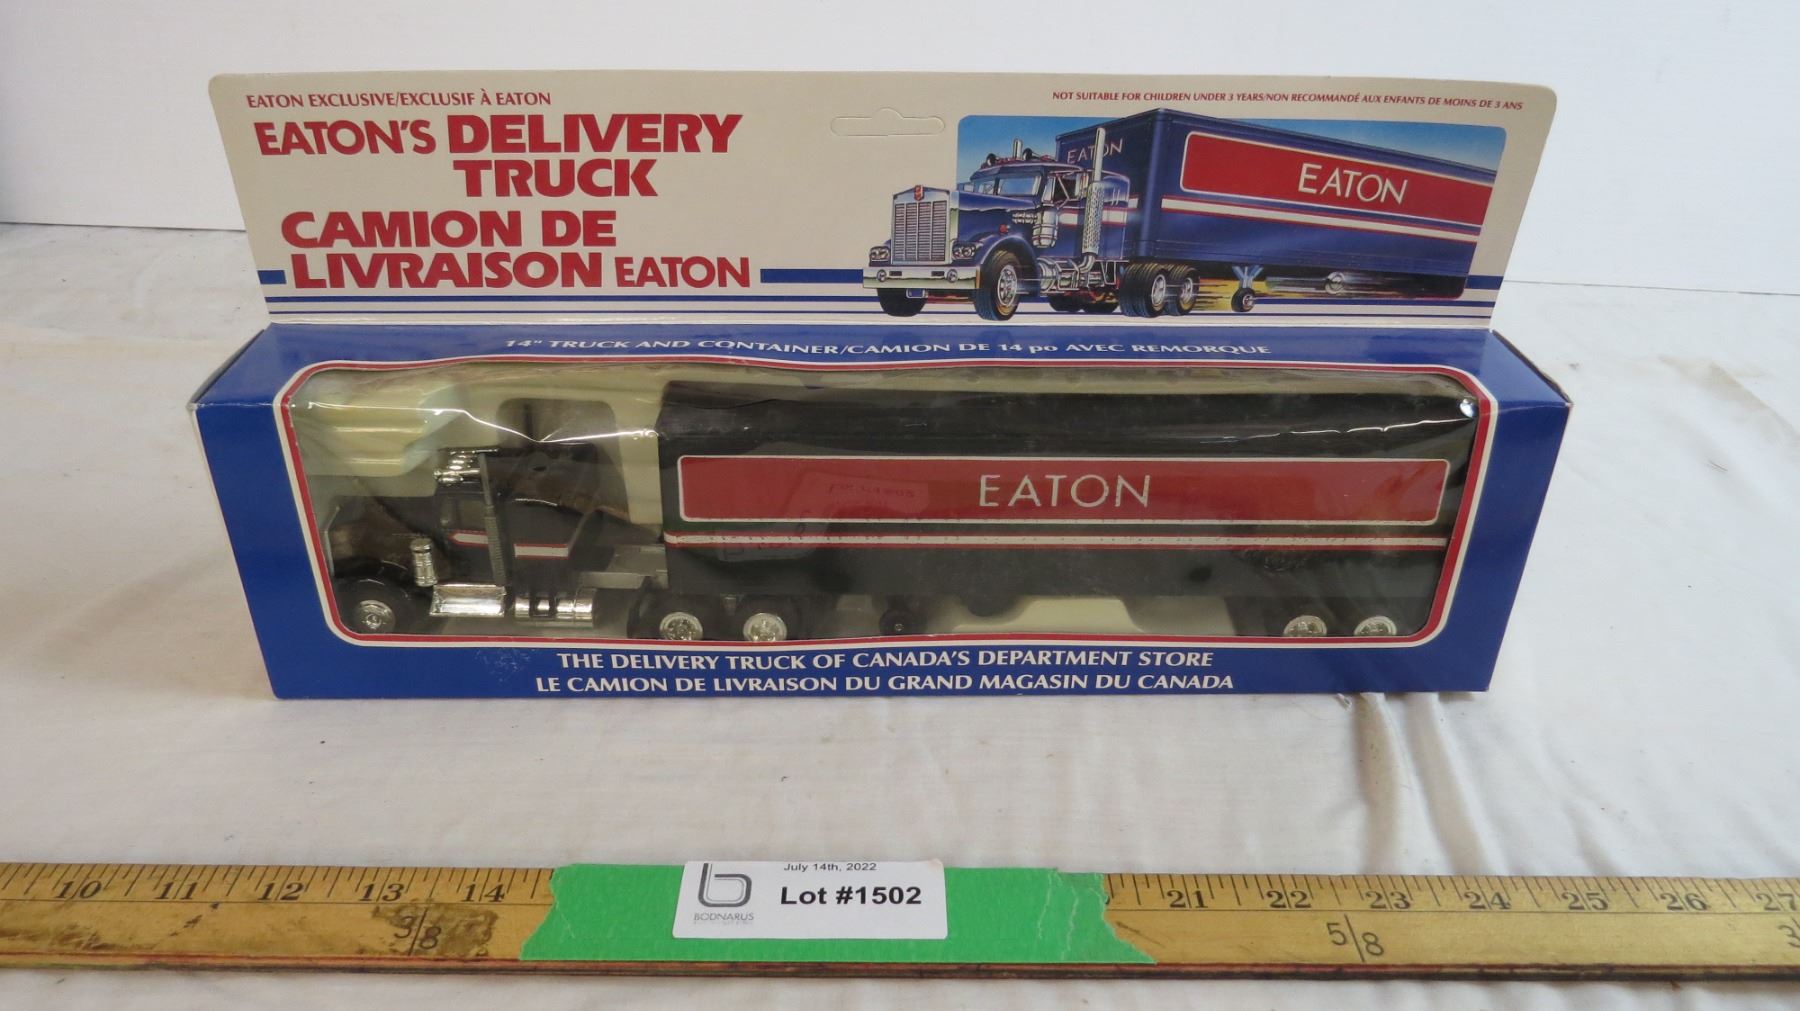 EATON EXCLUSIVE/EXCLUSIF À EATON
NOT SUITABLE FOR CHILDREN UNDER 3 YEARS/NON RECOMMANDÉ AUX ENFANTS DE MOINS DE 3 ANS
EATON'S DELIVERY
TRUCK
CAMION DE
LIVRAISON EATON
EATON
EATON
14" TRUCK AND CONTAINER/CAMION DE 14 po AVEC REMORQUE
EATON
THE DELIVERY TRUCK OF CANADA'S DEPARTMENT STORE
LE CAMION DE LIVRAISON DU GRAND MAGASIN DU CANADA
10 11 12 13 14 21 22 23 24 25 26 27
3/8 5/8
July 14th, 2022
Lot #1502
BODNARUS